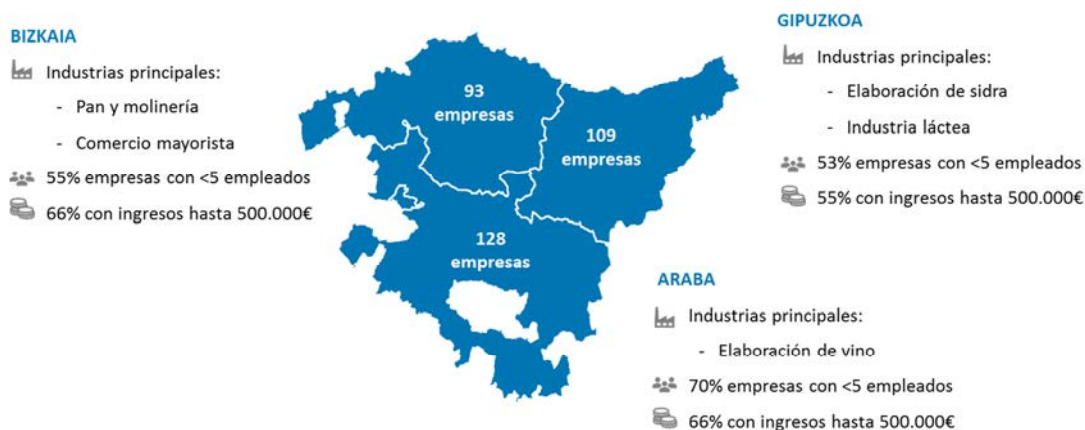 BIZKAIA
Industrias principales:
- Pan y molinería
- Comercio mayorista
55% empresas con <5 empleados
66% con ingresos hasta 500.000€
93
empresas
109
empresas
128
empresas
GIPUZKOA
Industrias principales:
- Elaboración de sidra
- Industria láctea
53% empresas con <5 empleados
55% con ingresos hasta 500.000€
ARABA
Industrias principales:
- Elaboración de vino
70% empresas con <5 empleados
66% con ingresos hasta 500.000€